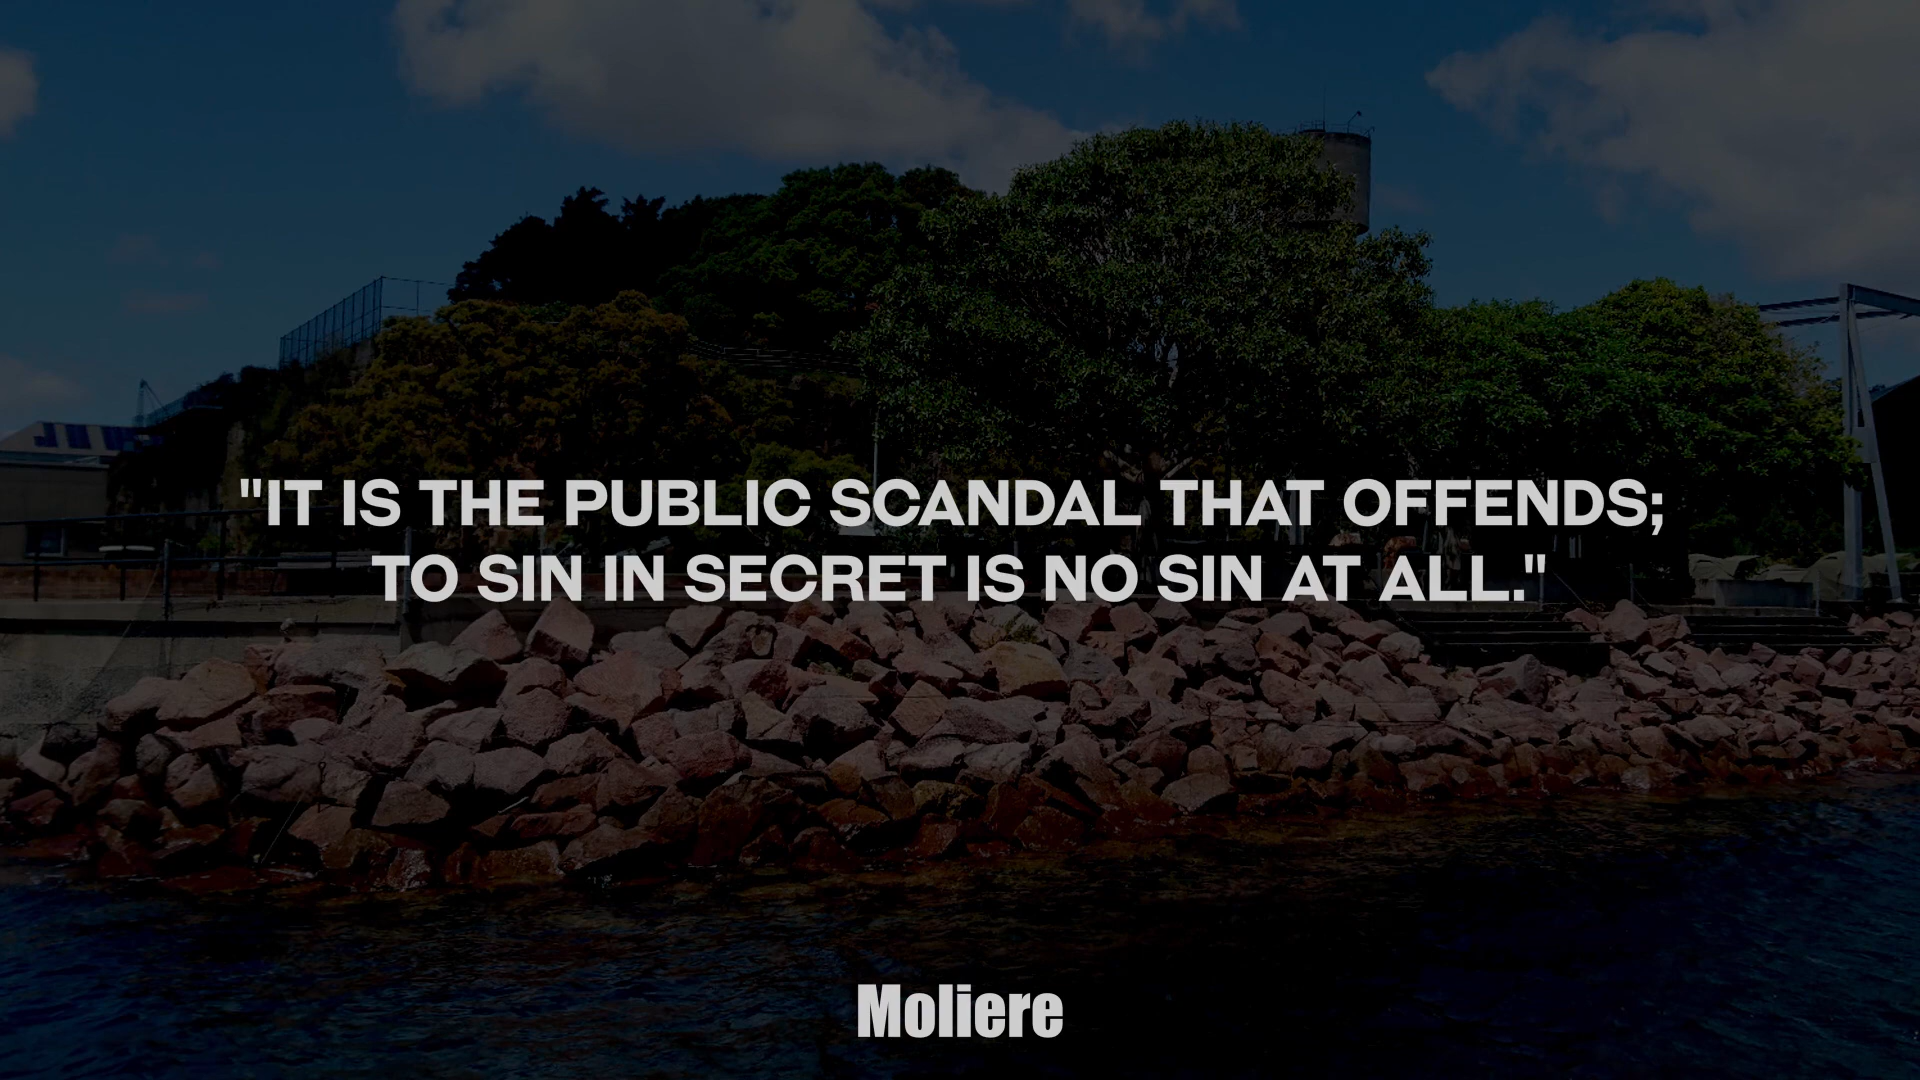 "IT IS THE PUBLIC SCANDAL THAT OFFENDS;
TO SIN IN SECRET IS NO SIN AT ALL."
Moliere